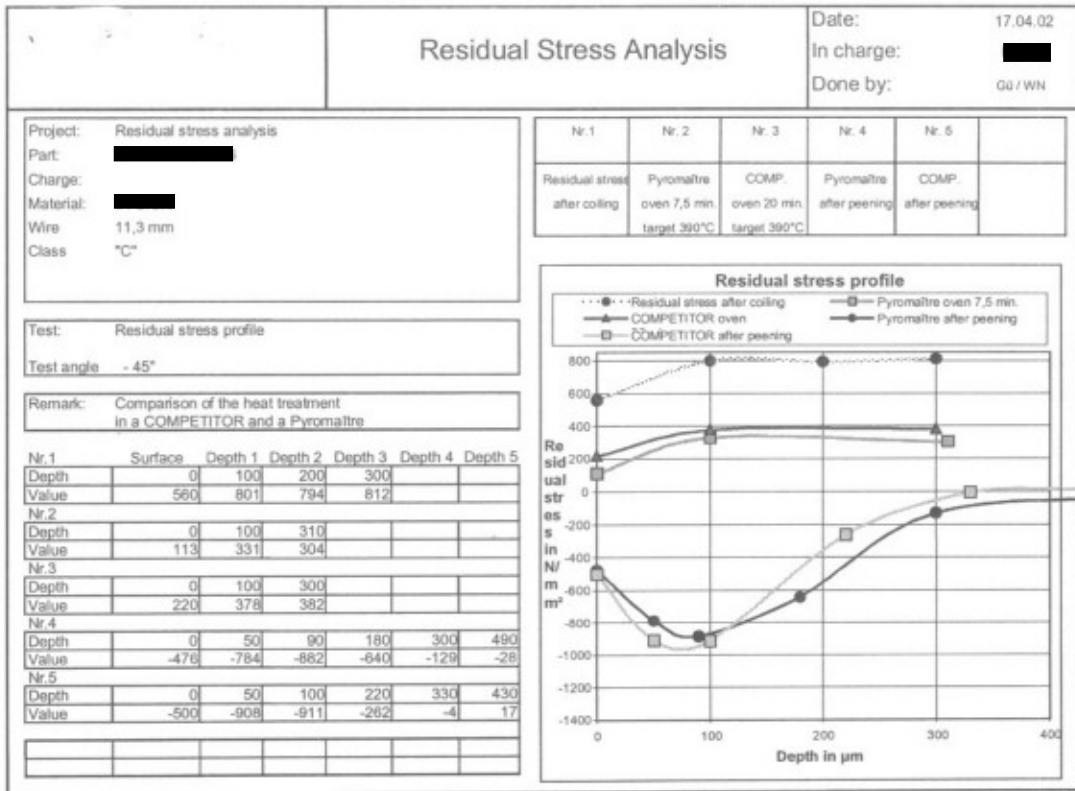 Residual Stress Analysis
Date: 17.04.02
In charge:
Done by: Gü / WN
Project: Residual stress analysis
Part:
Charge:
Material:
Wire 11,3 mm
Class "C"
Nr.1 Nr. 2 Nr. 3 Nr. 4 Nr. 5
Residual stress Pyromaître COMP. Pyromaître COMP.
after coiling oven 7,5 min. oven 20 min. after peening after peening
target 390°C target 390°C
Test: Residual stress profile
Test angle - 45°
Remark: Comparison of the heat treatment
in a COMPETITOR and a Pyromaître
Nr.1 Surface Depth 1 Depth 2 Depth 3 Depth 4 Depth 5
Depth 0 100 200 300
Value 560 801 794 812
Nr.2
Depth 0 100 310
Value 113 331 304
Nr.3
Depth 0 100 300
Value 220 378 382
Nr.4
Depth 0 50 90 180 300 490
Value -476 -784 -882 -640 -129 -28
Nr.5
Depth 0 50 100 220 330 430
Value -500 -908 -911 -262 -4 17
Residual stress profile
Residual stress after coiling Pyromaître oven 7,5 min.
COMPETITOR oven Pyromaître after peening
COMPETITOR after peening
800
600
400
200
0
-200
-400
-600
-800
-1000
-1200
-1400
Re
sid
ual
str
es
s
in
N/
m
m²
0 100 200 300 400
Depth in µm